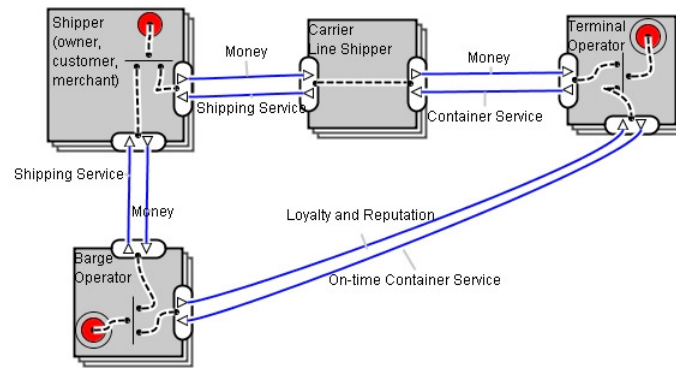 Shipper
(owner,
customer,
merchant)
Money
Shipping Service
Carrier
Line Shipper
Money
Container Service
Terminal
Operator
Shipping Service
Money
Loyalty and Reputation
On-time Container Service
Barge
Operator